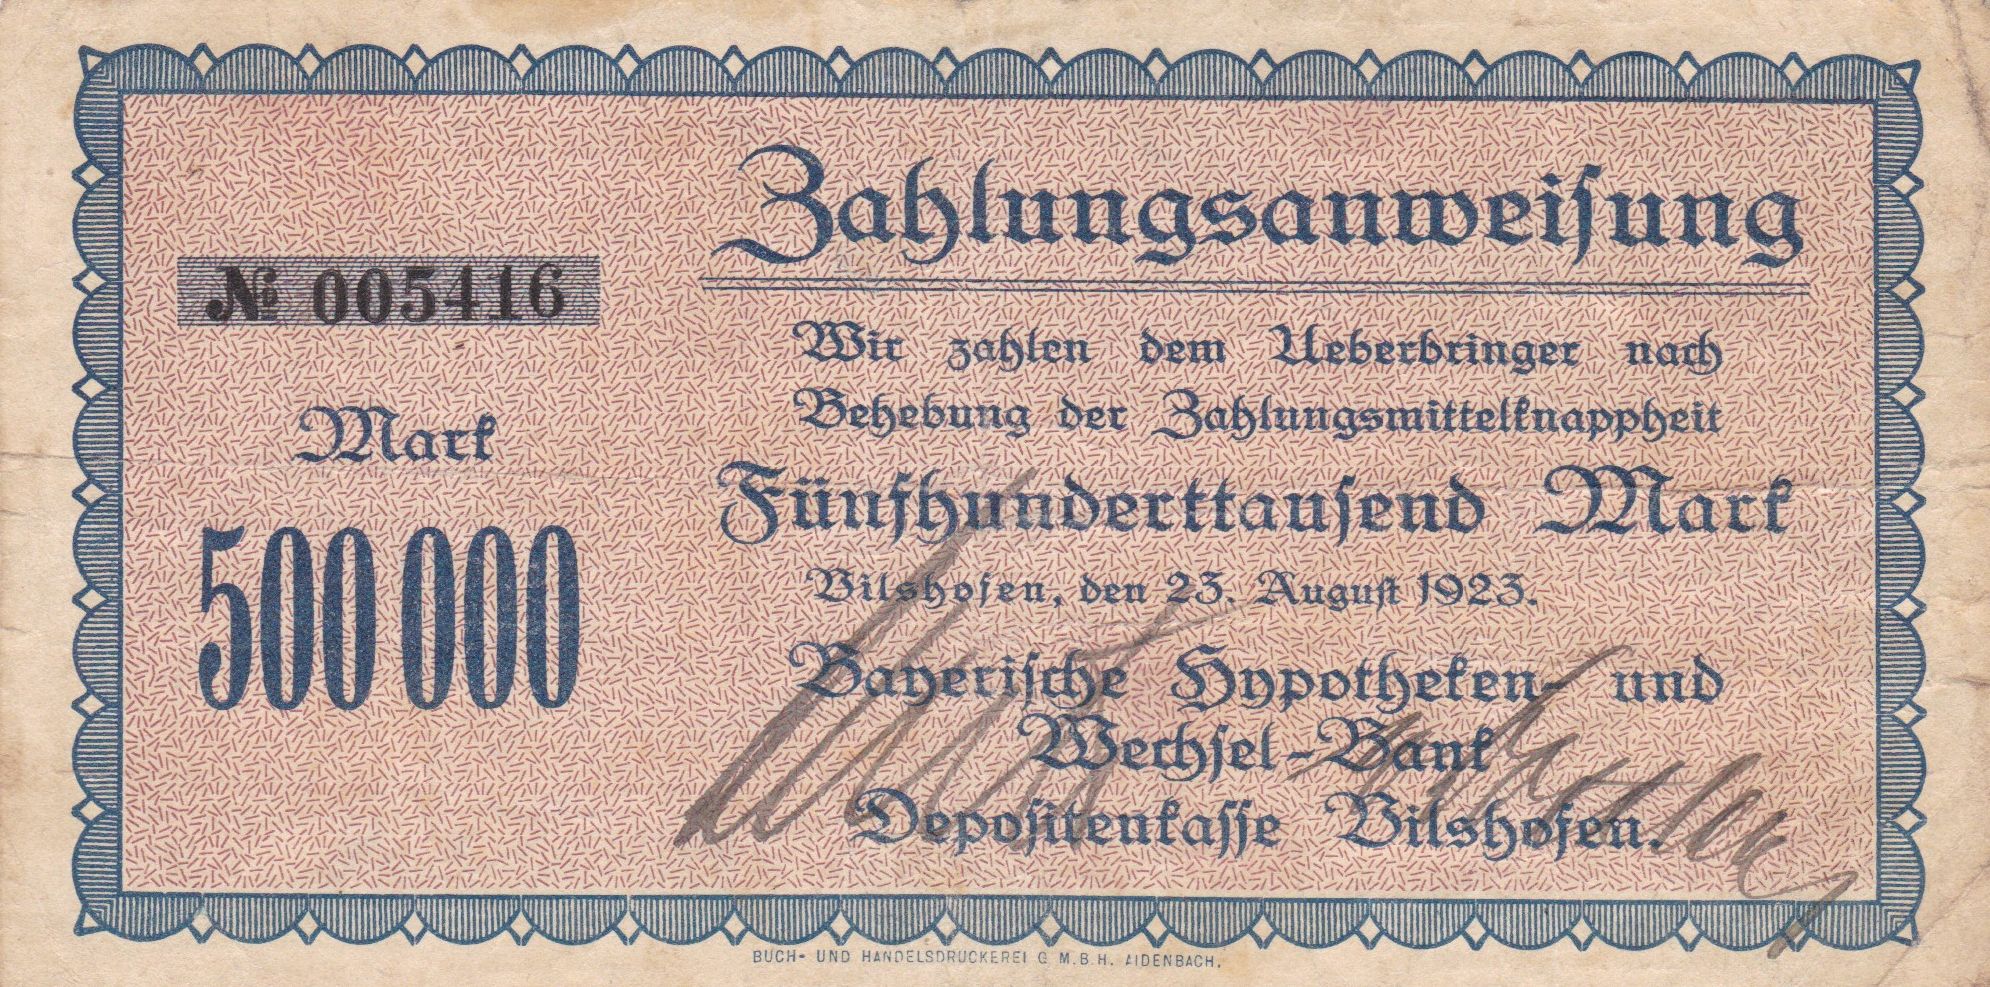 Zahlungsanweisung
№ 005416
Wir zahlen dem Ueberbringer nach
Behebung der Zahlungsmittelknappheit
Mark
500 000
Fünfhunderttausend Mark
Vilshofen, den 23. August 1923.
Bayerische Hypotheken- und
Wechsel-Bank
Depositenkasse Vilshofen.
BUCH- UND HANDELSDRUCKEREI G. M.B.H. AIDENBACH.